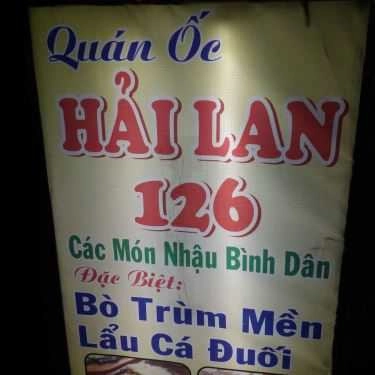 Quán Ốc
HẢI LAN
126
Các Món Nhậu Bình Dân
Đặc Biệt:
Bò Trùm Mền
Lẩu Cá Đuối